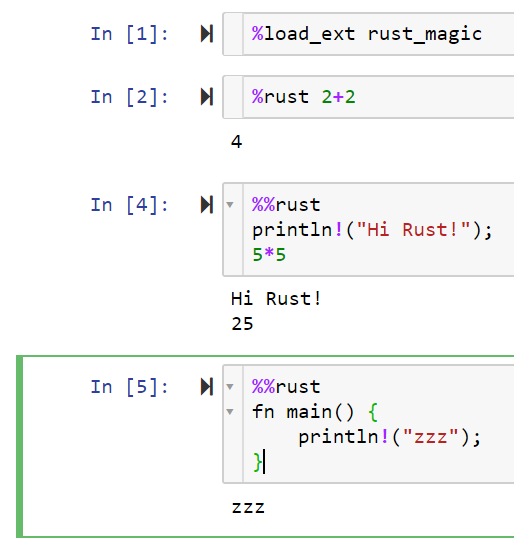 In [1]: %load_ext rust_magic
In [2]: %rust 2+2
4
In [4]: %%rust
println!("Hi Rust!");
5*5
Hi Rust!
25
In [5]: %%rust
fn main() {
    println!("zzz");
}
zzz